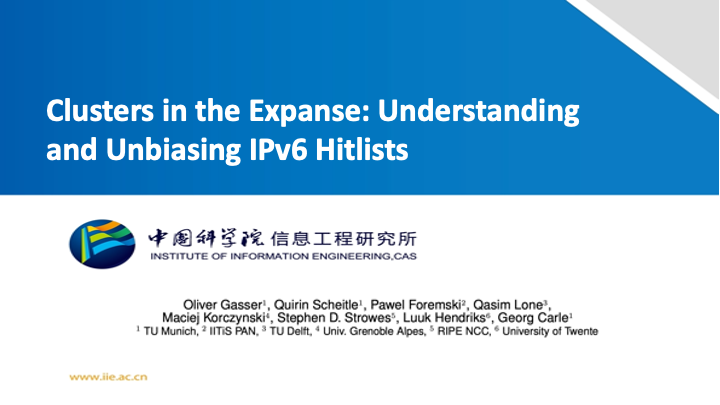 Clusters in the Expanse: Understanding
and Unbiasing IPv6 Hitlists
中国科学院 信息工程研究所
INSTITUTE OF INFORMATION ENGINEERING,CAS
Oliver Gasser¹, Quirin Scheitle¹, Pawel Foremski², Qasim Lone³,
Maciej Korczynski⁴, Stephen D. Strowes⁵, Luuk Hendriks⁶, Georg Carle¹
¹ TU Munich, ² IITiS PAN, ³ TU Delft, ⁴ Univ. Grenoble Alpes, ⁵ RIPE NCC, ⁶ University of Twente
www.iie.ac.cn